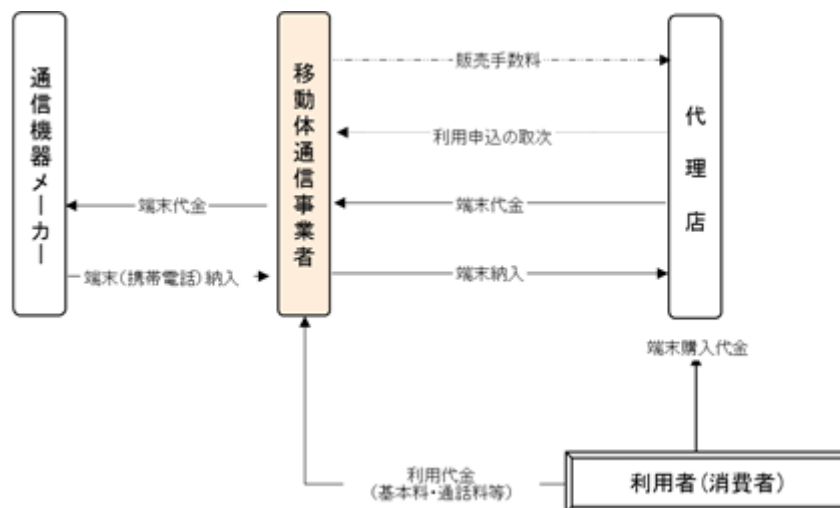 通信機器メーカー
移動体通信事業者
代理店
販売手数料
利用申込の取次
端末代金
端末代金
端末(携帯電話)納入
端末納入
端末購入代金
利用代金
(基本料・通話料等)
利用者(消費者)